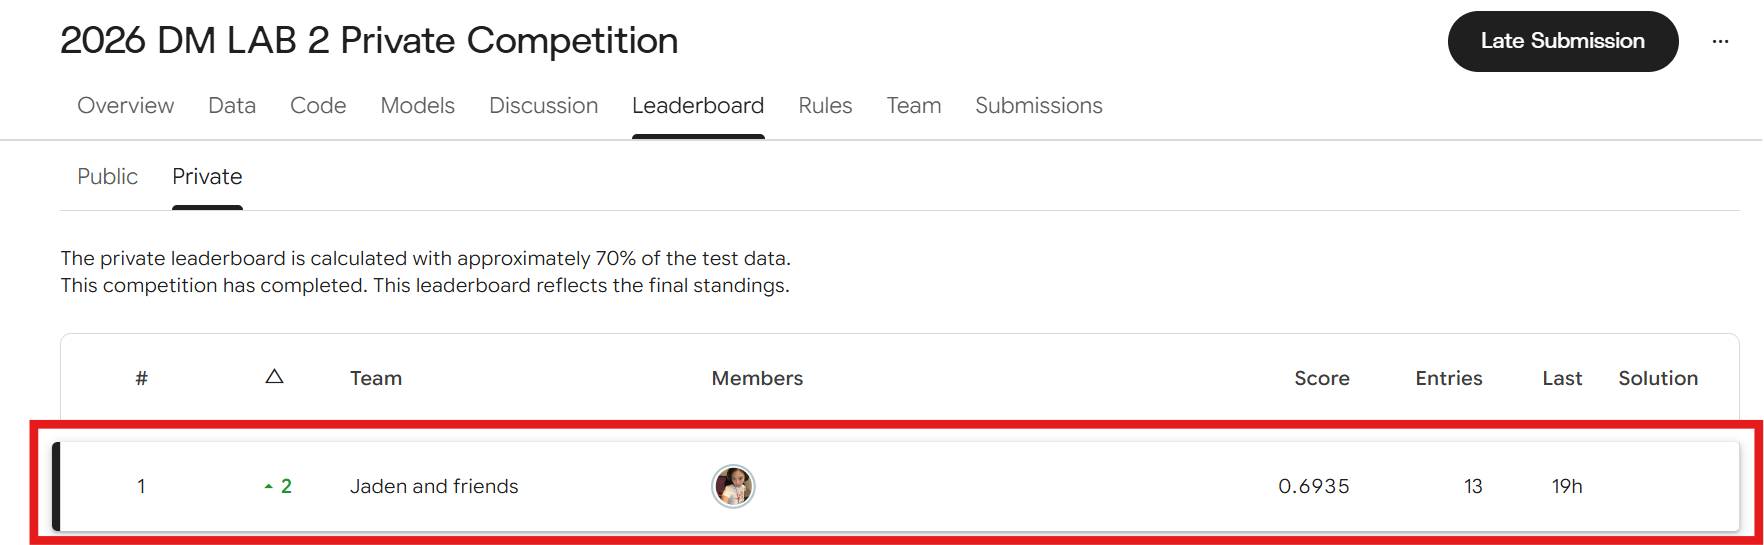 2026 DM LAB 2 Private Competition
Late Submission
...
Overview Data Code Models Discussion Leaderboard Rules Team Submissions
Public Private
The private leaderboard is calculated with approximately 70% of the test data.
This competition has completed. This leaderboard reflects the final standings.
# △ Team Members Score Entries Last Solution
1 2 Jaden and friends 0.6935 13 19h